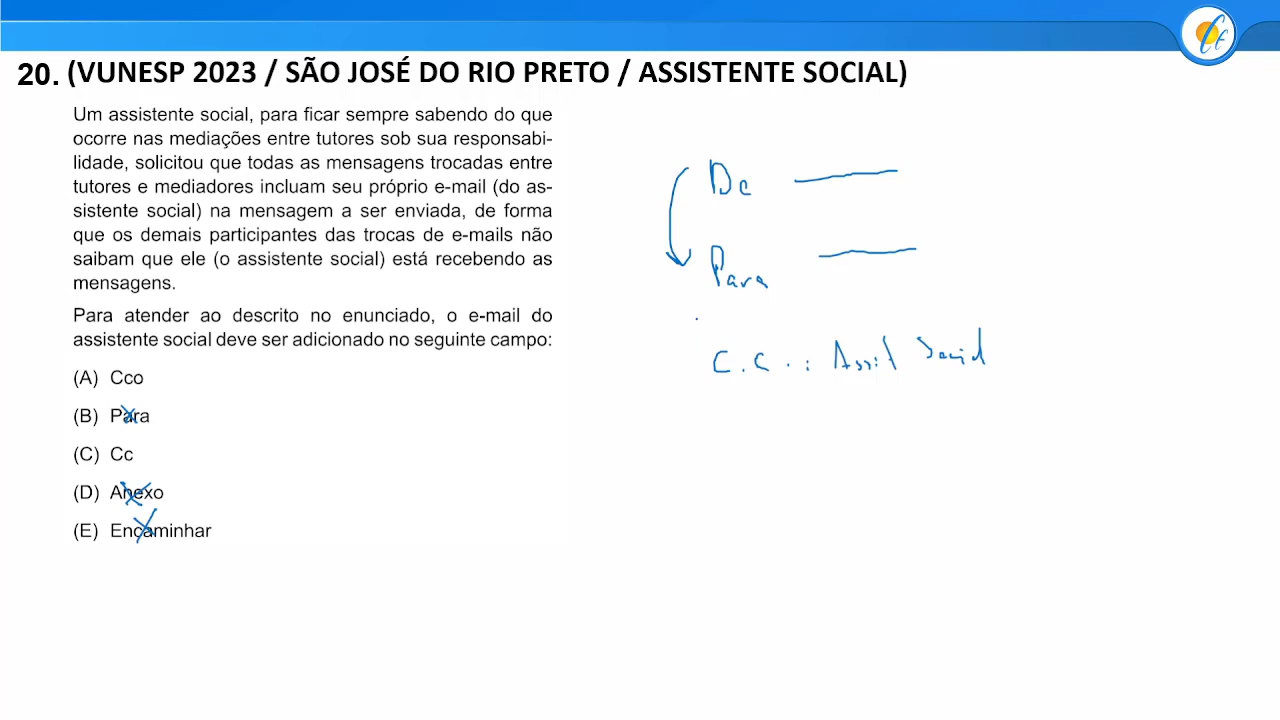 20. (VUNESP 2023 / SÃO JOSÉ DO RIO PRETO / ASSISTENTE SOCIAL)
Um assistente social, para ficar sempre sabendo do que
ocorre nas mediações entre tutores sob sua responsabi-
lidade, solicitou que todas as mensagens trocadas entre
tutores e mediadores incluam seu próprio e-mail (do as-
sistente social) na mensagem a ser enviada, de forma
que os demais participantes das trocas de e-mails não
saibam que ele (o assistente social) está recebendo as
mensagens.
Para atender ao descrito no enunciado, o e-mail do
assistente social deve ser adicionado no seguinte campo:
(A) Cco
(B) Para
(C) Cc
(D) Anexo
(E) Encaminhar
De
Para
C.C.: Assit Social